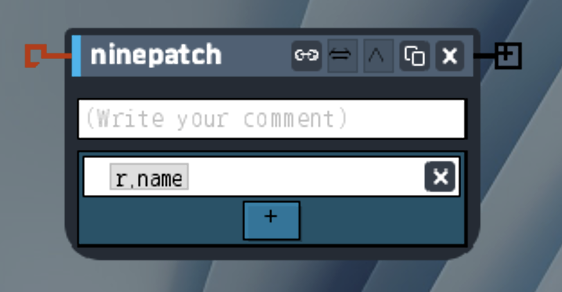 ninepatch
(Write your comment)
r.name
+